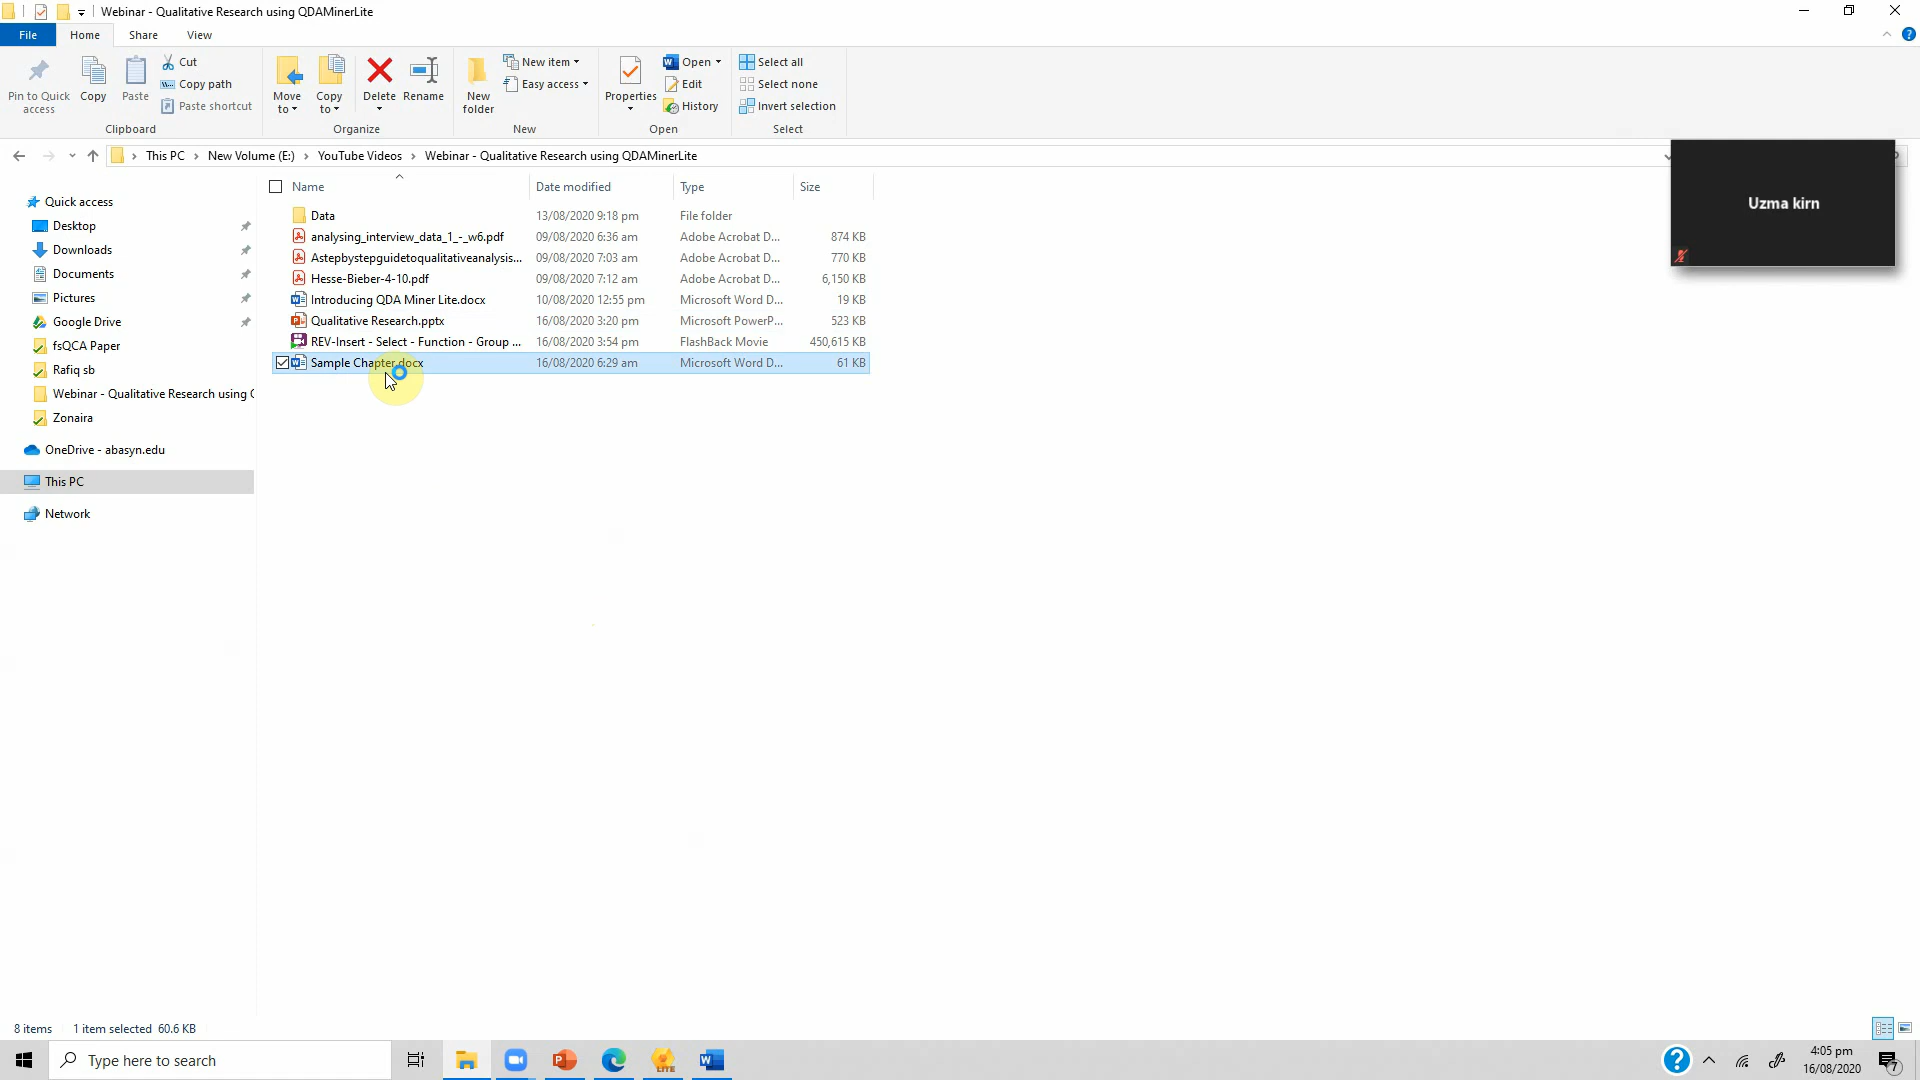 Webinar - Qualitative Research using QDAMinerLite
File Home Share View
Pin to Quick access
Copy
Paste
Cut
Copy path
Paste shortcut
Clipboard
Move to
Copy to
Delete
Rename
Organize
New folder
New item
Easy access
New
Properties
Open
Edit
History
Open
Select all
Select none
Invert selection
Select
This PC > New Volume (E:) > YouTube Videos > Webinar - Qualitative Research using QDAMinerLite
Uzma kirn
Name Date modified Type Size
Data 13/08/2020 9:18 pm File folder
analysing_interview_data_1_-_w6.pdf 09/08/2020 6:36 am Adobe Acrobat D... 874 KB
Astepbystepguidetoqualitativeanalysis... 09/08/2020 7:03 am Adobe Acrobat D... 770 KB
Hesse-Bieber-4-10.pdf 09/08/2020 7:12 am Adobe Acrobat D... 6,150 KB
Introducing QDA Miner Lite.docx 10/08/2020 12:55 pm Microsoft Word D... 19 KB
Qualitative Research.pptx 16/08/2020 3:20 pm Microsoft PowerP... 523 KB
REV-Insert - Select - Function - Group ... 16/08/2020 3:54 pm FlashBack Movie 450,615 KB
Sample Chapter.docx 16/08/2020 6:29 am Microsoft Word D... 61 KB
Quick access
Desktop
Downloads
Documents
Pictures
Google Drive
fsQCA Paper
Rafiq sb
Webinar - Qualitative Research using
Zonaira
OneDrive - abasyn.edu
This PC
Network
8 items 1 item selected 60.6 KB
Type here to search
LITE
4:05 pm
16/08/2020
7